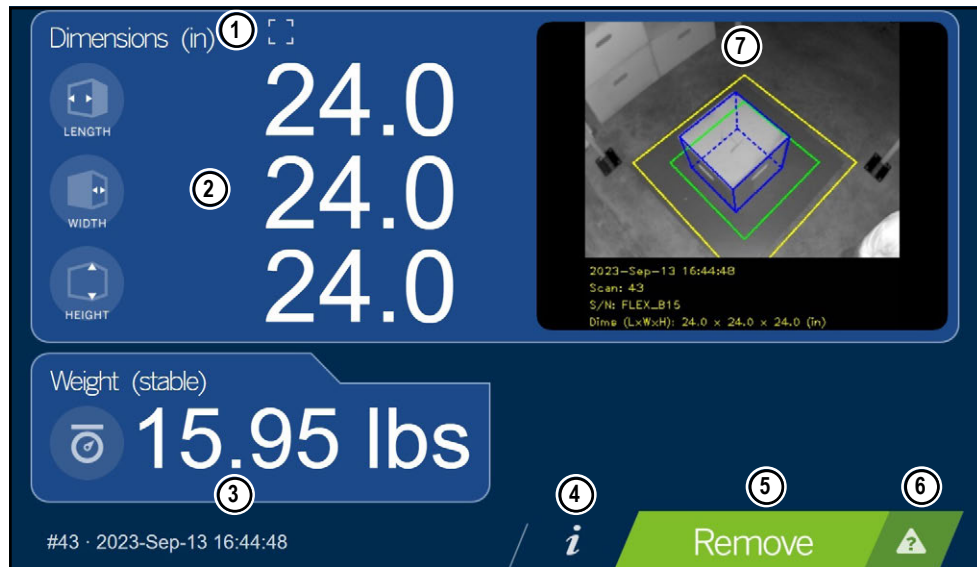 Dimensions (in)
1
7
LENGTH
24.0
WIDTH
2
24.0
HEIGHT
24.0
2023-Sep-13 16:44:48
Scan: 43
S/N: FLEX_B15
Dims (LxWxH): 24.0 x 24.0 x 24.0 (in)
Weight (stable)
15.95 lbs
3
4
5
6
#43 · 2023-Sep-13 16:44:48
i
Remove
?